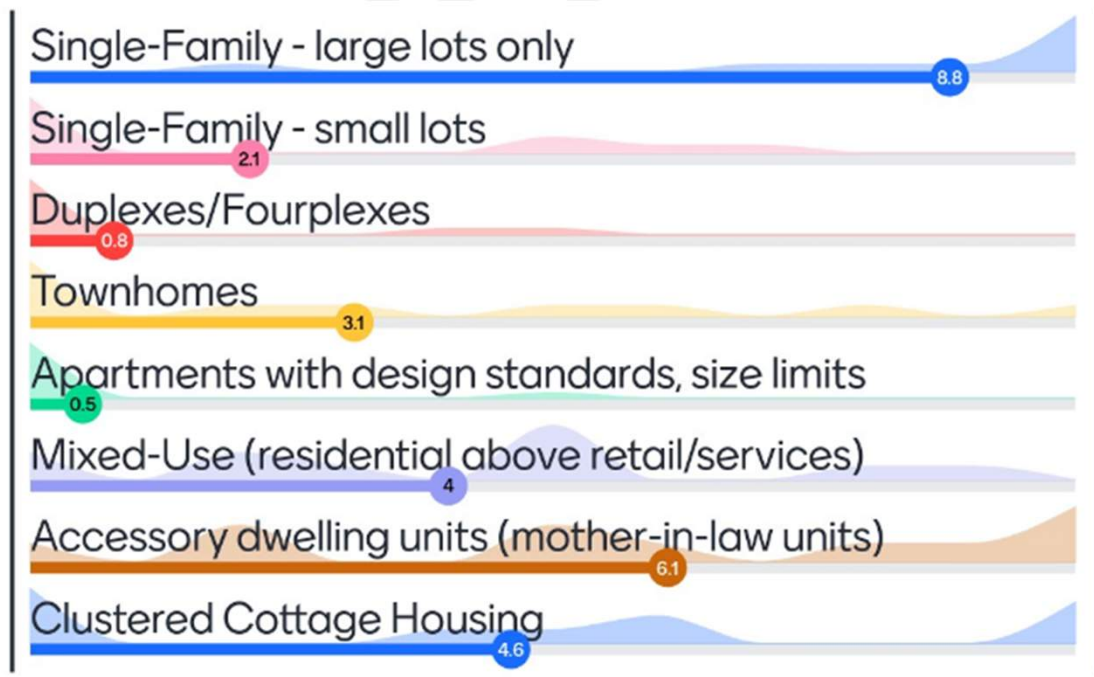 Single-Family - large lots only
8.8
Single-Family - small lots
2.1
Duplexes/Fourplexes
0.8
Townhomes
3.1
Apartments with design standards, size limits
0.5
Mixed-Use (residential above retail/services)
4
Accessory dwelling units (mother-in-law units)
6.1
Clustered Cottage Housing
4.6